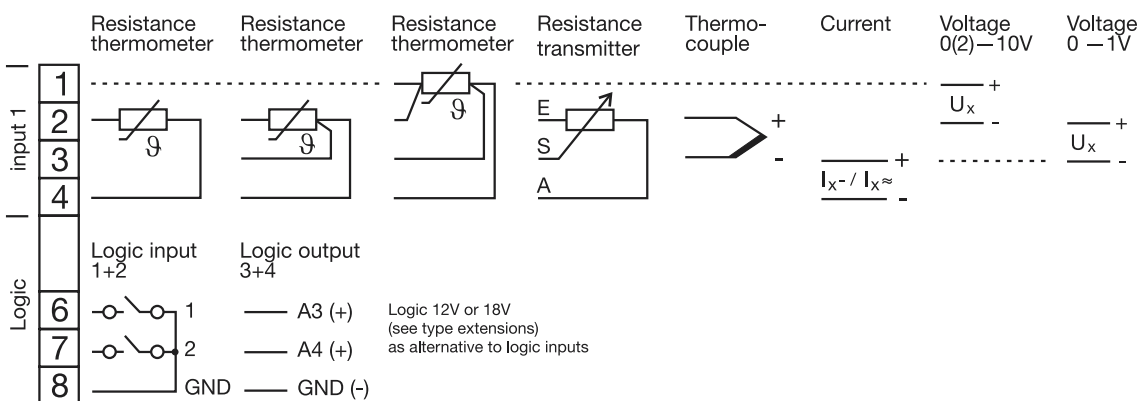 Resistance
thermometer
Resistance
thermometer
Resistance
thermometer
Resistance
transmitter
Thermo-
couple
Current
Voltage
0(2)—10V
Voltage
0 —1V
input 1
1
2
3
4
ϑ
ϑ
ϑ
E
S
A
+
-
+
Ix- / Ix≈
-
+
Ux
-
+
Ux
-
Logic
Logic input
1+2
Logic output
3+4
6
7
8
1
2
GND
A3 (+)
A4 (+)
GND (-)
Logic 12V or 18V
(see type extensions)
as alternative to logic inputs